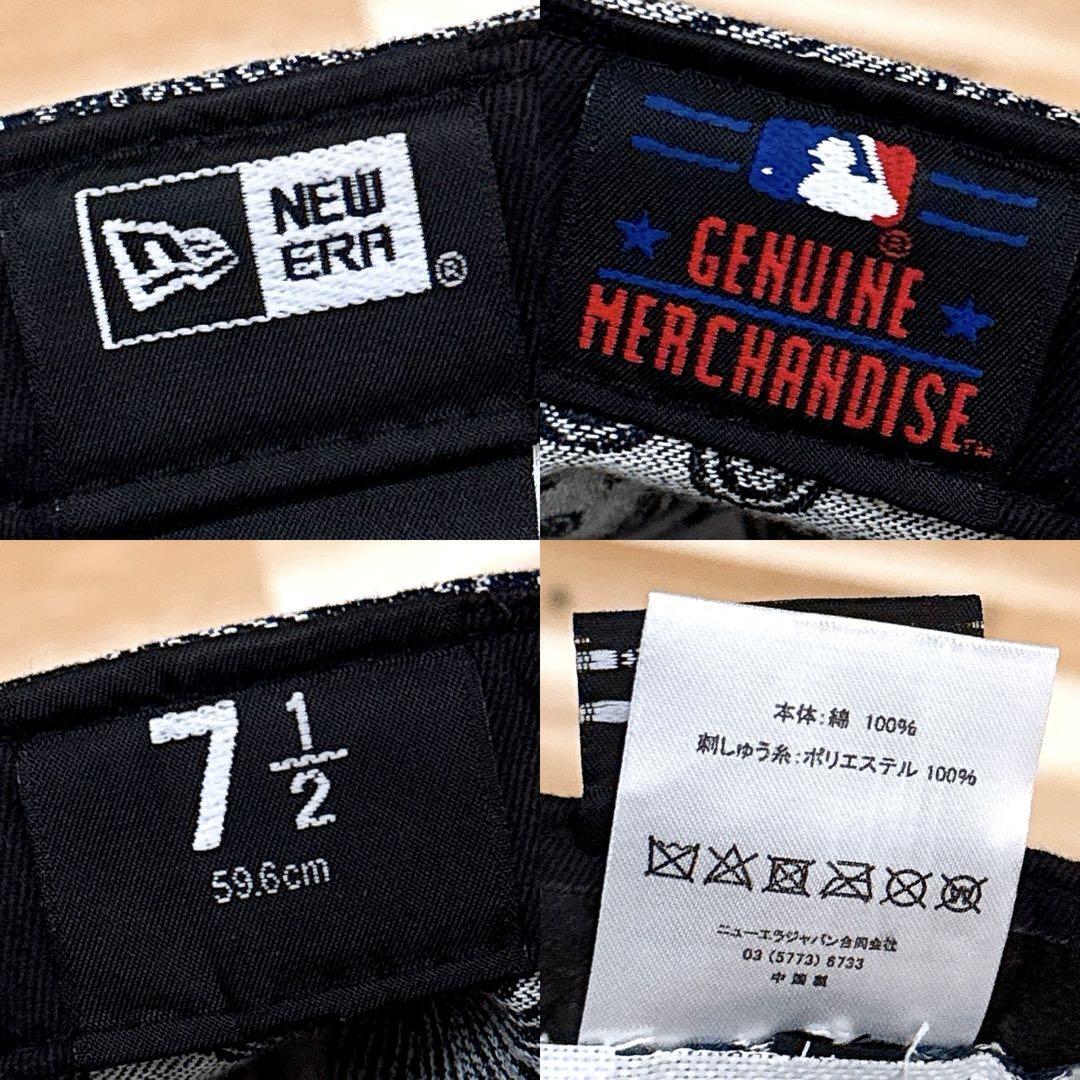 NEW
ERA
®
GENUINE
MERCHANDISE™
®
7 1/2
59.6cm
本体:綿 100%
刺しゅう糸:ポリエステル 100%
ニューエラジャパン合同会社
03 (5773) 6733
中国製